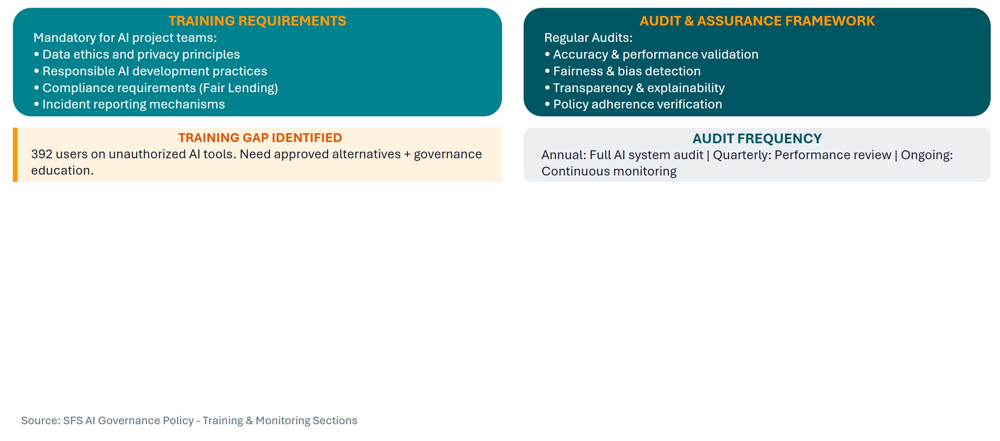 TRAINING REQUIREMENTS
Mandatory for AI project teams:
• Data ethics and privacy principles
• Responsible AI development practices
• Compliance requirements (Fair Lending)
• Incident reporting mechanisms
AUDIT & ASSURANCE FRAMEWORK
Regular Audits:
• Accuracy & performance validation
• Fairness & bias detection
• Transparency & explainability
• Policy adherence verification
TRAINING GAP IDENTIFIED
392 users on unauthorized AI tools. Need approved alternatives + governance
education.
AUDIT FREQUENCY
Annual: Full AI system audit | Quarterly: Performance review | Ongoing:
Continuous monitoring
Source: SFS AI Governance Policy - Training & Monitoring Sections